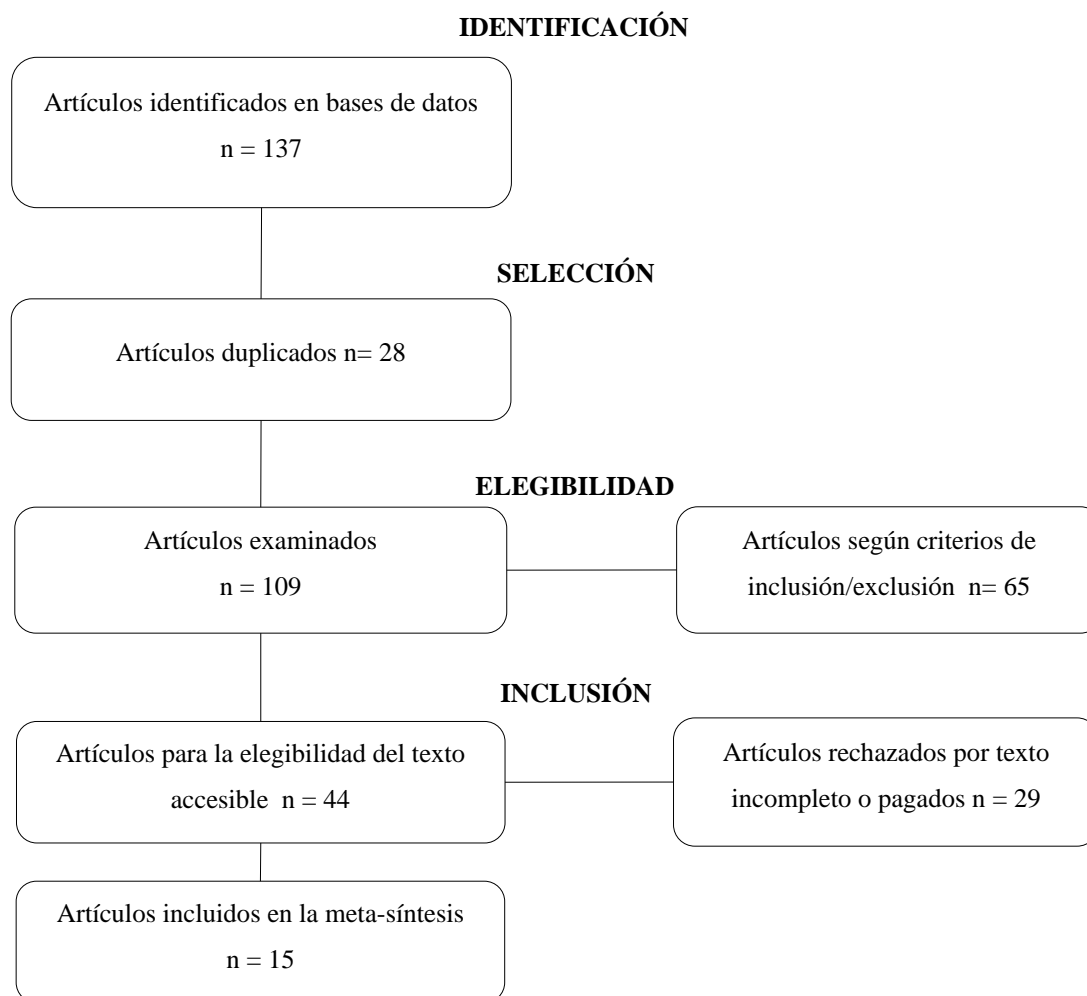 IDENTIFICACIÓN
Artículos identificados en bases de datos
n = 137
SELECCIÓN
Artículos duplicados n= 28
ELEGIBILIDAD
Artículos examinados
n = 109
Artículos según criterios de
inclusión/exclusión n= 65
INCLUSIÓN
Artículos para la elegibilidad del texto
accesible n = 44
Artículos rechazados por texto
incompleto o pagados n = 29
Artículos incluidos en la meta-síntesis
n = 15